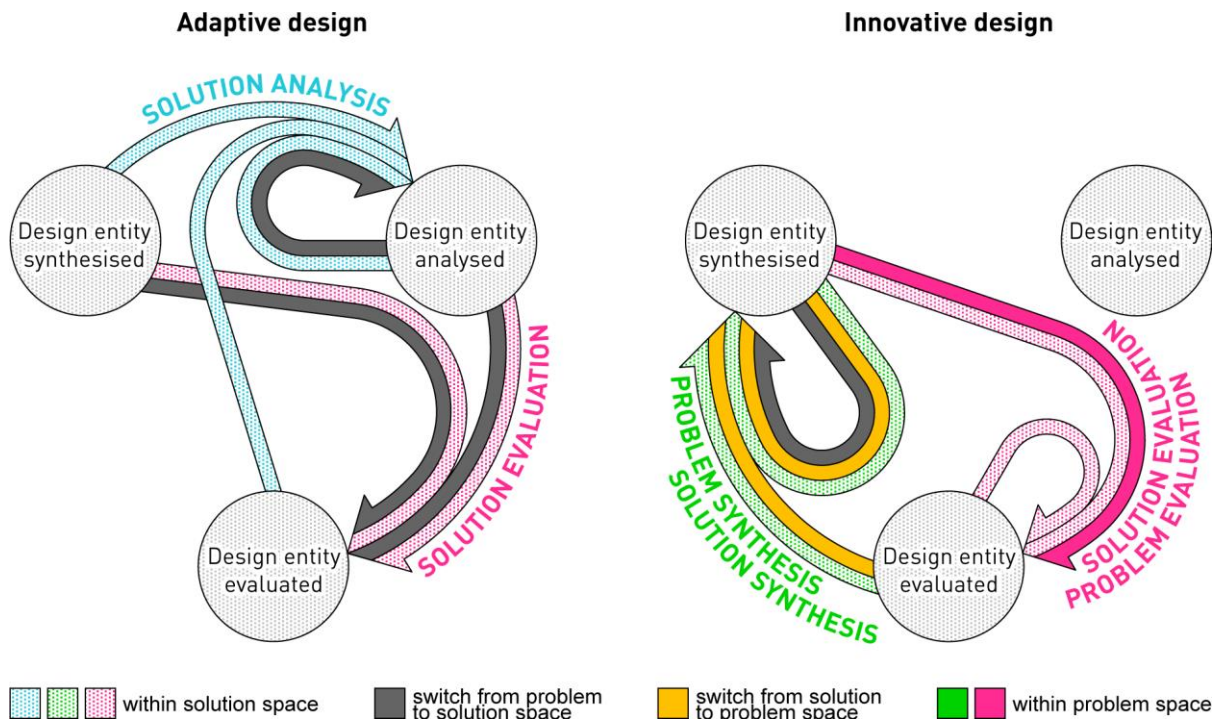 Adaptive design
SOLUTION ANALYSIS
Design entity
synthesised
Design entity
analysed
SOLUTION EVALUATION
Design entity
evaluated
Innovative design
Design entity
synthesised
Design entity
analysed
PROBLEM SYNTHESIS
SOLUTION SYNTHESIS
SOLUTION EVALUATION
PROBLEM EVALUATION
Design entity
evaluated
within solution space
switch from problem
to solution space
switch from solution
to problem space
within problem space